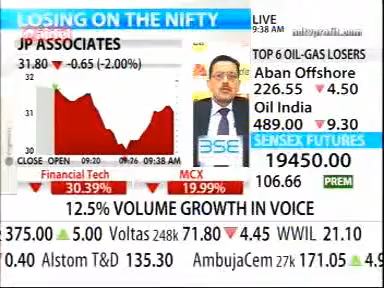 LOSING ON THE NIFTY
LIVE
9:38 AM
ndtvprofit.com
JP ASSOCIATES
31.80 ▼ -0.65 (-2.00%)
32
31
30
CLOSE OPEN 09:20 09:26 09:38 AM
BSE
TOP 6 OIL-GAS LOSERS
Aban Offshore
226.55 ▼ 4.50
Oil India
489.00 ▼ 9.30
SENSEX FUTURES
19450.00
106.66 PREM
Financial Tech
▼ 30.39%
MCX
▼ 19.99%
12.5% VOLUME GROWTH IN VOICE
375.00 ▲ 5.00 Voltas 248k 71.80 ▼ 4.45 WWIL 21.10
0.40 Alstom T&D 135.30 AmbujaCem 27k 171.05 ▲ 4.9